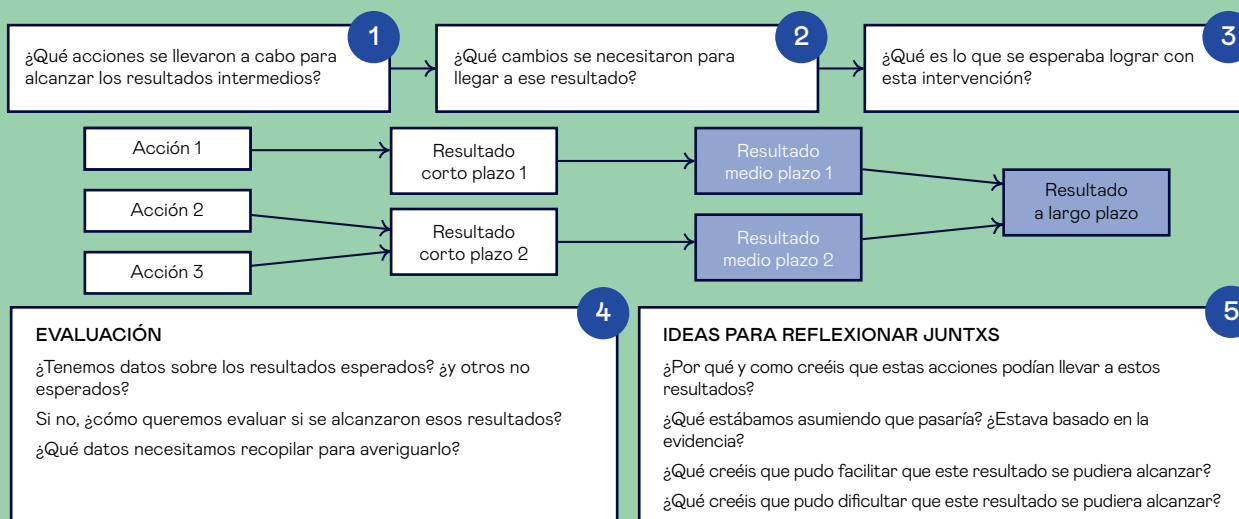 1
¿Qué acciones se llevaron a cabo para
alcanzar los resultados intermedios?
2
¿Qué cambios se necesitaron para
llegar a ese resultado?
3
¿Qué es lo que se esperaba lograr con
esta intervención?
Acción 1
Acción 2
Acción 3
Resultado
corto plazo 1
Resultado
corto plazo 2
Resultado
medio plazo 1
Resultado
medio plazo 2
Resultado
a largo plazo
4
EVALUACIÓN
¿Tenemos datos sobre los resultados esperados? ¿y otros no
esperados?
Si no, ¿cómo queremos evaluar si se alcanzaron esos resultados?
¿Qué datos necesitamos recopilar para averiguarlo?
5
IDEAS PARA REFLEXIONAR JUNTXS
¿Por qué y como creéis que estas acciones podían llevar a estos
resultados?
¿Qué estábamos asumiendo que pasaría? ¿Estava basado en la
evidencia?
¿Qué creéis que pudo facilitar que este resultado se pudiera alcanzar?
¿Qué creéis que pudo dificultar que este resultado se pudiera alcanzar?